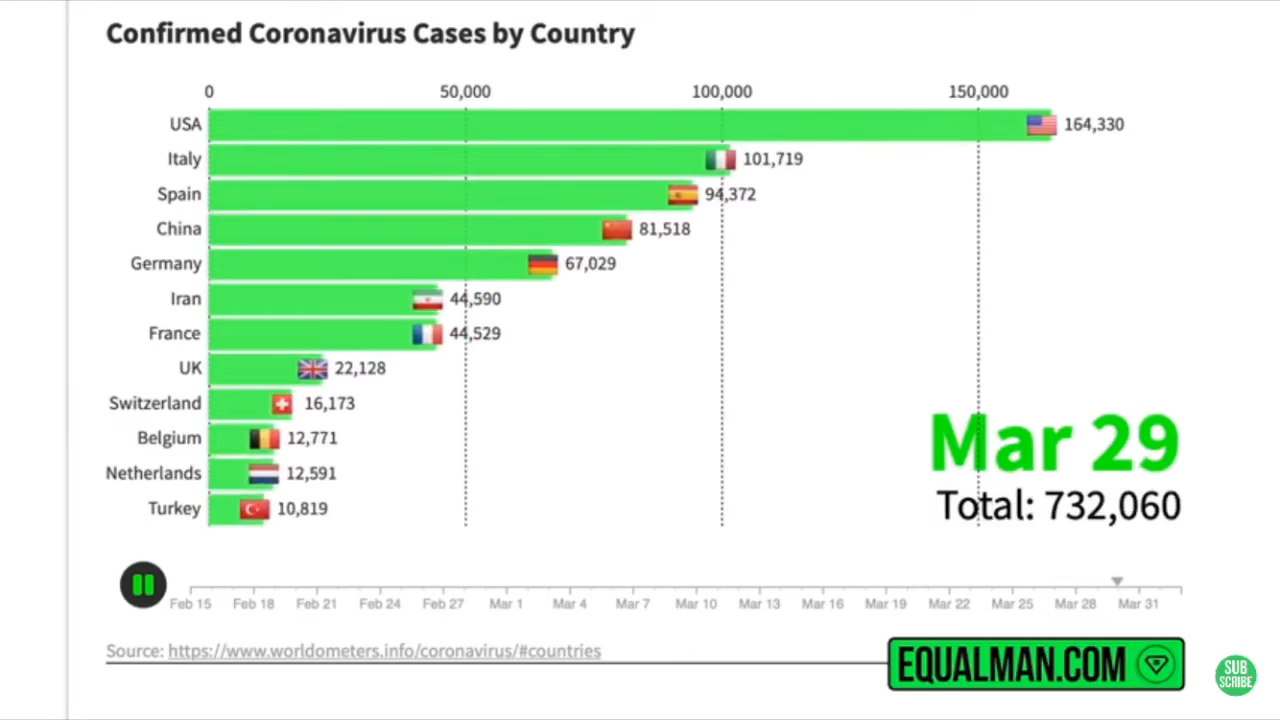 Confirmed Coronavirus Cases by Country
0 50,000 100,000 150,000
USA 164,330
Italy 101,719
Spain 94,372
China 81,518
Germany 67,029
Iran 44,590
France 44,529
UK 22,128
Switzerland 16,173
Belgium 12,771
Netherlands 12,591
Turkey 10,819
Mar 29
Total: 732,060
Feb 15 Feb 18 Feb 21 Feb 24 Feb 27 Mar 1 Mar 4 Mar 7 Mar 10 Mar 13 Mar 16 Mar 19 Mar 22 Mar 25 Mar 28 Mar 31
Source: https://www.worldometers.info/coronavirus/#countries
EQUALMAN.COM
SUB
SCRIBE